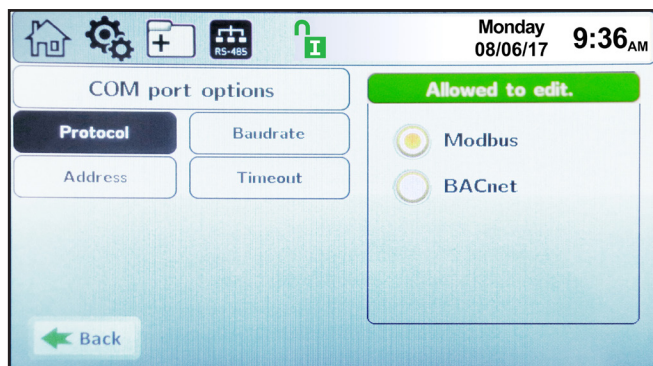 RS-485
I
Monday
08/06/17
9:36AM
COM port options
Allowed to edit.
Protocol
Baudrate
Modbus
Address
Timeout
BACnet
Back